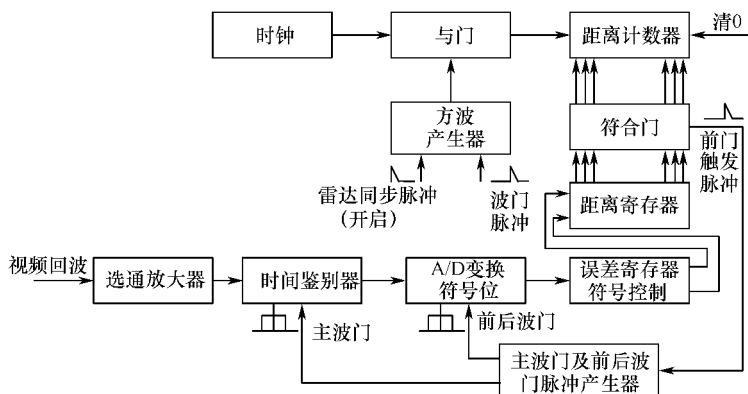 时钟
与门
距离计数器
清0
方波
产生器
符合门
前门
触发
脉冲
雷达同步脉冲
(开启)
波门
脉冲
距离寄存器
视频回波
选通放大器
时间鉴别器
A/D变换
符号位
误差寄存器
符号控制
主波门
前后波门
主波门及前后波
门脉冲产生器